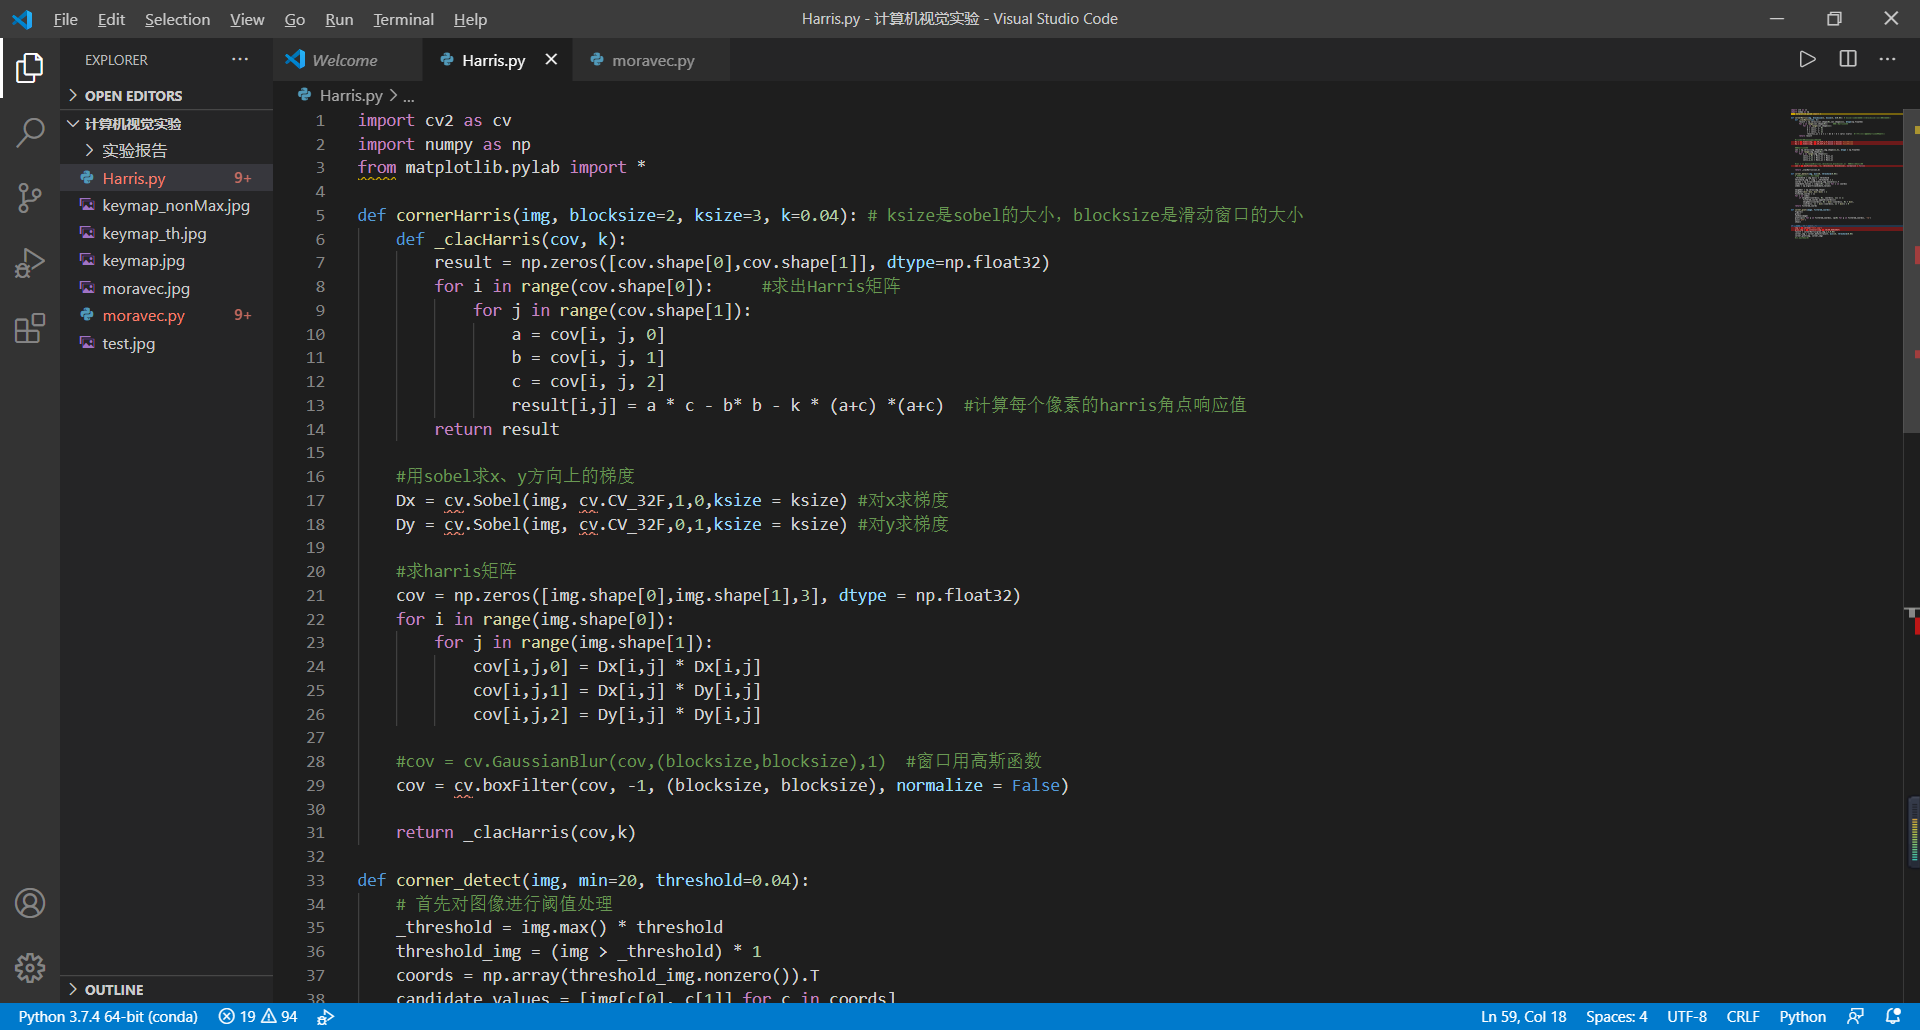 File Edit Selection View Go Run Terminal Help
Harris.py - 计算机视觉实验 - Visual Studio Code
EXPLORER
OPEN EDITORS
计算机视觉实验
实验报告
Harris.py 9+
keymap_nonMax.jpg
keymap_th.jpg
keymap.jpg
moravec.jpg
moravec.py 9+
test.jpg
OUTLINE
Welcome
Harris.py
moravec.py
Harris.py > ...
1 import cv2 as cv
2 import numpy as np
3 from matplotlib.pylab import *
4
5 def cornerHarris(img, blocksize=2, ksize=3, k=0.04): # ksize是sobel的大小，blocksize是滑动窗口的大小
6     def _clacHarris(cov, k):
7         result = np.zeros([cov.shape[0],cov.shape[1]], dtype=np.float32)
8         for i in range(cov.shape[0]):     #求出Harris矩阵
9             for j in range(cov.shape[1]):
10                 a = cov[i, j, 0]
11                 b = cov[i, j, 1]
12                 c = cov[i, j, 2]
13                 result[i,j] = a * c - b* b - k * (a+c) *(a+c)  #计算每个像素的harris角点响应值
14         return result
15
16     #用sobel求x、y方向上的梯度
17     Dx = cv.Sobel(img, cv.CV_32F,1,0,ksize = ksize) #对x求梯度
18     Dy = cv.Sobel(img, cv.CV_32F,0,1,ksize = ksize) #对y求梯度
19
20     #求harris矩阵
21     cov = np.zeros([img.shape[0],img.shape[1],3], dtype = np.float32)
22     for i in range(img.shape[0]):
23         for j in range(img.shape[1]):
24             cov[i,j,0] = Dx[i,j] * Dx[i,j]
25             cov[i,j,1] = Dx[i,j] * Dy[i,j]
26             cov[i,j,2] = Dy[i,j] * Dy[i,j]
27
28     #cov = cv.GaussianBlur(cov,(blocksize,blocksize),1)  #窗口用高斯函数
29     cov = cv.boxFilter(cov, -1, (blocksize, blocksize), normalize = False)
30
31     return _clacHarris(cov,k)
32
33 def corner_detect(img, min=20, threshold=0.04):
34     # 首先对图像进行阈值处理
35     _threshold = img.max() * threshold
36     threshold_img = (img > _threshold) * 1
37     coords = np.array(threshold_img.nonzero()).T
38     candidate_values = [img[c[0], c[1]] for c in coords]
Python 3.7.4 64-bit (conda) 19 94
Ln 59, Col 18 Spaces: 4 UTF-8 CRLF Python